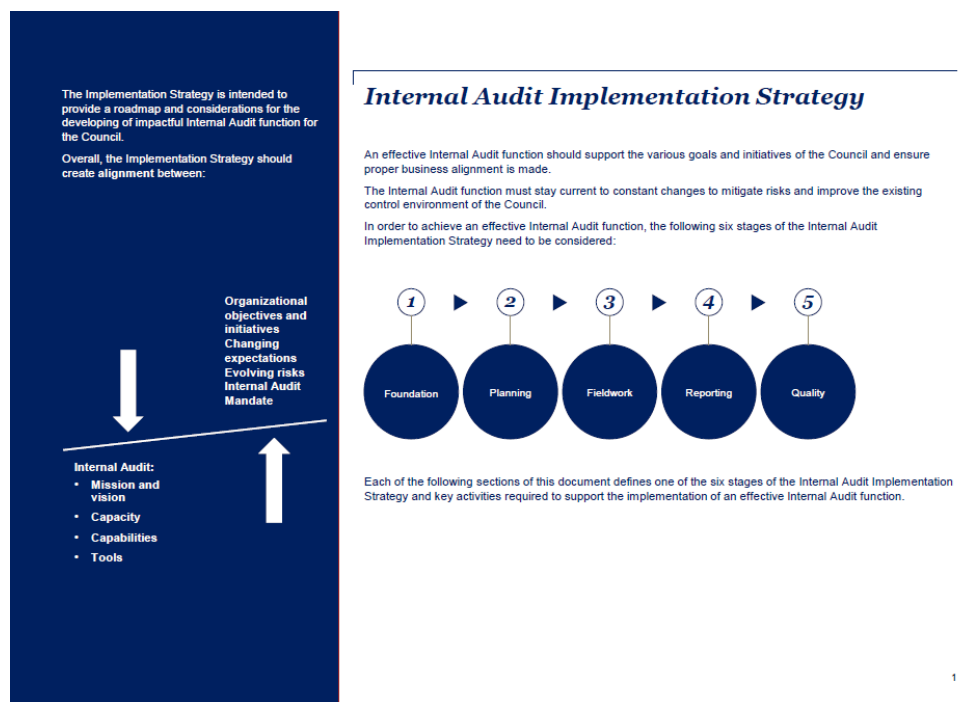 The Implementation Strategy is intended to
provide a roadmap and considerations for the
developing of impactful Internal Audit function for
the Council.
Overall, the Implementation Strategy should
create alignment between:
Organizational
objectives and
initiatives
Changing
expectations
Evolving risks
Internal Audit
Mandate
Internal Audit:
• Mission and
vision
• Capacity
• Capabilities
• Tools
Internal Audit Implementation Strategy
An effective Internal Audit function should support the various goals and initiatives of the Council and ensure
proper business alignment is made.
The Internal Audit function must stay current to constant changes to mitigate risks and improve the existing
control environment of the Council.
In order to achieve an effective Internal Audit function, the following six stages of the Internal Audit
Implementation Strategy need to be considered:
1 2 3 4 5
Foundation Planning Fieldwork Reporting Quality
Each of the following sections of this document defines one of the six stages of the Internal Audit Implementation
Strategy and key activities required to support the implementation of an effective Internal Audit function.
1